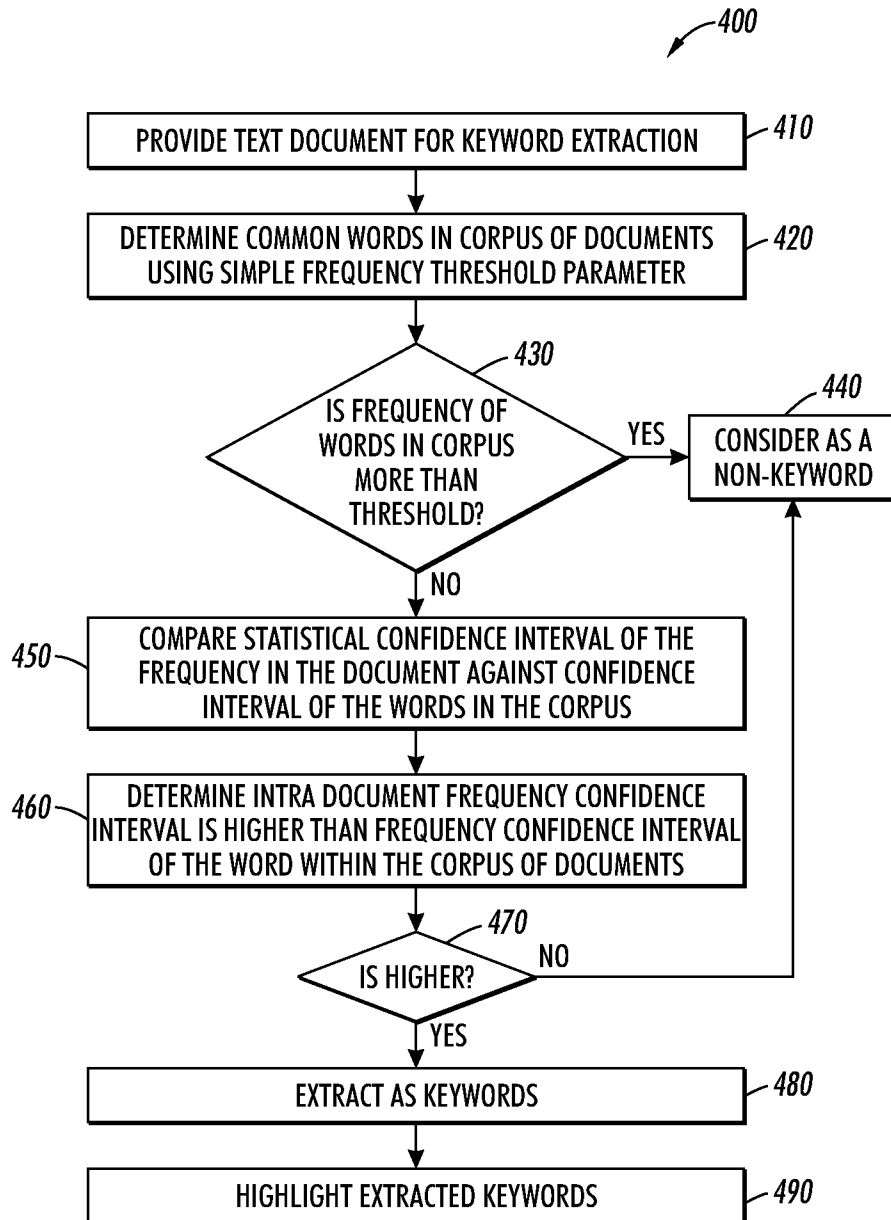 400
PROVIDE TEXT DOCUMENT FOR KEYWORD EXTRACTION
410
DETERMINE COMMON WORDS IN CORPUS OF DOCUMENTS
USING SIMPLE FREQUENCY THRESHOLD PARAMETER
420
430
IS FREQUENCY OF
WORDS IN CORPUS
MORE THAN
THRESHOLD?
YES
440
CONSIDER AS A
NON-KEYWORD
NO
450
COMPARE STATISTICAL CONFIDENCE INTERVAL OF THE
FREQUENCY IN THE DOCUMENT AGAINST CONFIDENCE
INTERVAL OF THE WORDS IN THE CORPUS
460
DETERMINE INTRA DOCUMENT FREQUENCY CONFIDENCE
INTERVAL IS HIGHER THAN FREQUENCY CONFIDENCE INTERVAL
OF THE WORD WITHIN THE CORPUS OF DOCUMENTS
470
IS HIGHER?
NO
YES
EXTRACT AS KEYWORDS
480
HIGHLIGHT EXTRACTED KEYWORDS
490